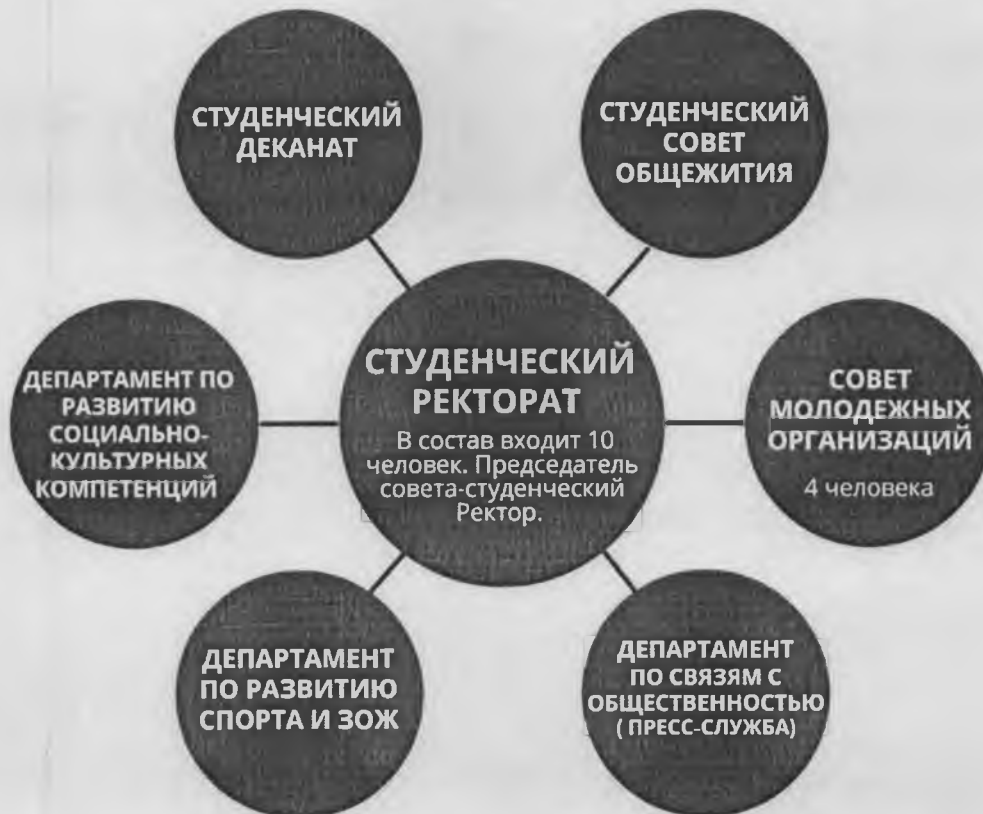 СТУДЕНЧЕСКИЙ
ДЕКАНАТ
СТУДЕНЧЕСКИЙ
СОВЕТ
ОБЩЕЖИТИЯ
ДЕПАРТАМЕНТ ПО
РАЗВИТИЮ
СОЦИАЛЬНО-
КУЛЬТУРНЫХ
КОМПЕТЕНЦИЙ
СТУДЕНЧЕСКИЙ
РЕКТОРАТ
В состав входит 10
человек. Председатель
совета-студенческий
Ректор.
СОВЕТ
МОЛОДЕЖНЫХ
ОРГАНИЗАЦИЙ
4 человека
ДЕПАРТАМЕНТ
ПО РАЗВИТИЮ
СПОРТА И ЗОЖ
ДЕПАРТАМЕНТ
ПО СВЯЗЯМ С
ОБЩЕСТВЕННОСТЬЮ
( ПРЕСС-СЛУЖБА)